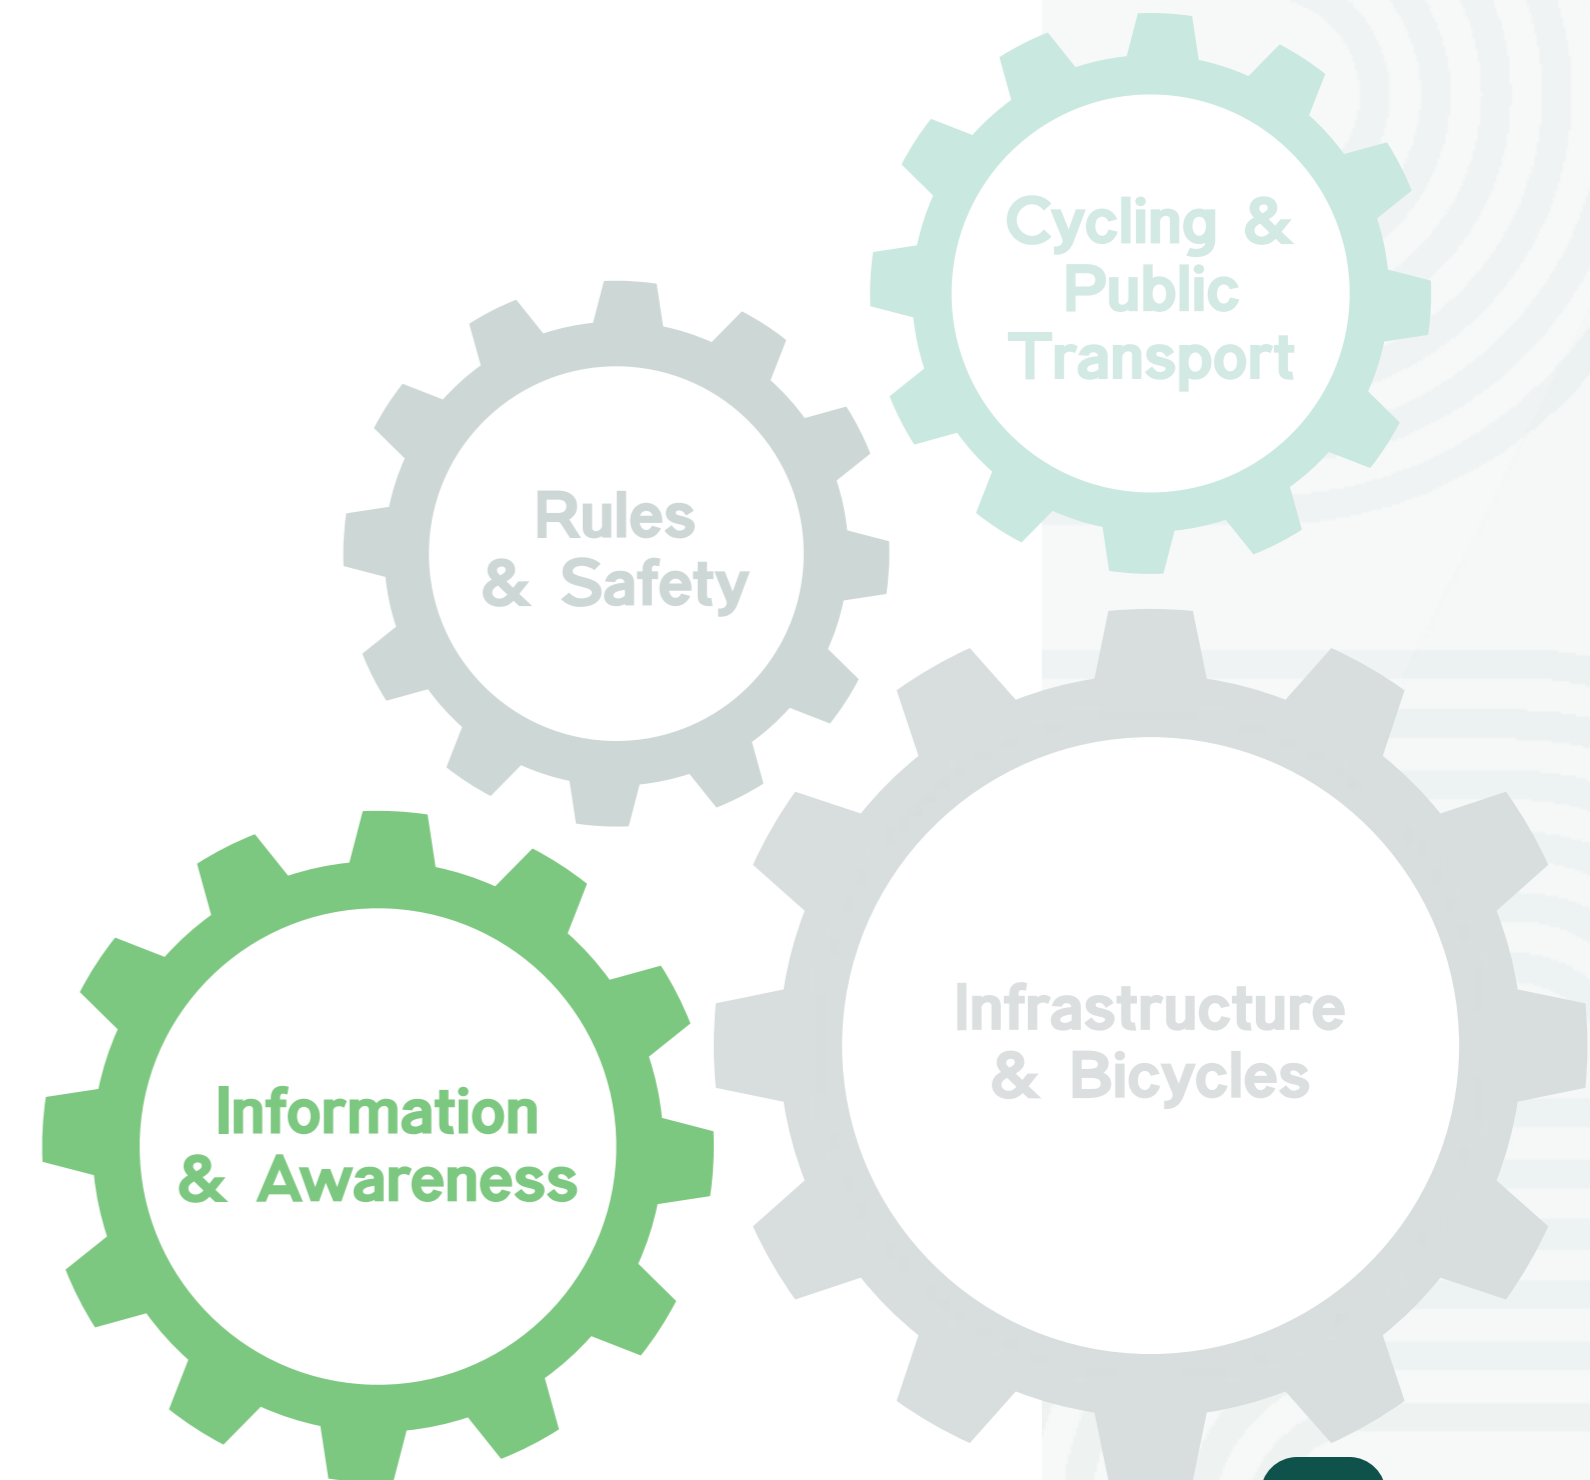 Cycling &
Public
Transport
Rules
& Safety
Infrastructure
& Bicycles
Information
& Awareness